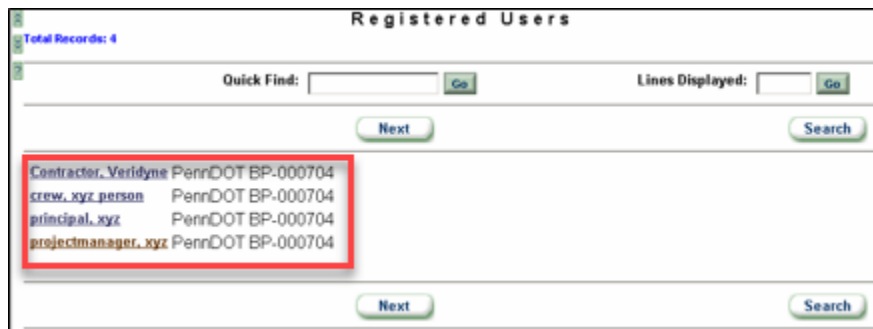 Registered Users
Total Records: 4
?
Quick Find: Go Lines Displayed: Go
Next Search
Contractor, Veridyne PennDOT BP-000704
crew, xyz person PennDOT BP-000704
principal, xyz PennDOT BP-000704
projectmanager, xyz PennDOT BP-000704
Next Search